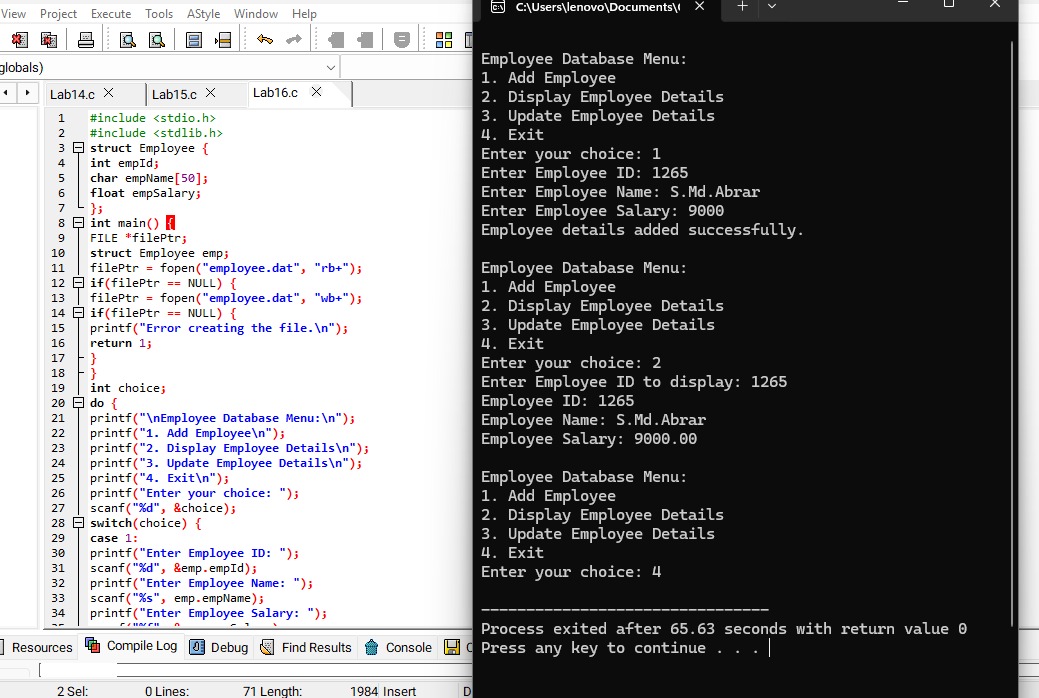 View Project Execute Tools AStyle Window Help
globals)
Lab14.c Lab15.c Lab16.c
1 #include <stdio.h>
2 #include <stdlib.h>
3 struct Employee {
4 int empId;
5 char empName[50];
6 float empSalary;
7 };
8 int main() {
9 FILE *filePtr;
10 struct Employee emp;
11 filePtr = fopen("employee.dat", "rb+");
12 if(filePtr == NULL) {
13 filePtr = fopen("employee.dat", "wb+");
14 if(filePtr == NULL) {
15 printf("Error creating the file.\n");
16 return 1;
17 }
18 }
19 int choice;
20 do {
21 printf("\nEmployee Database Menu:\n");
22 printf("1. Add Employee\n");
23 printf("2. Display Employee Details\n");
24 printf("3. Update Employee Details\n");
25 printf("4. Exit\n");
26 printf("Enter your choice: ");
27 scanf("%d", &choice);
28 switch(choice) {
29 case 1:
30 printf("Enter Employee ID: ");
31 scanf("%d", &emp.empId);
32 printf("Enter Employee Name: ");
33 scanf("%s", emp.empName);
34 printf("Enter Employee Salary: ");
Resources Compile Log Debug Find Results Console
2 Sel: 0 Lines: 71 Length: 1984 Insert
C:\Users\lenovo\Documents\
Employee Database Menu:
1. Add Employee
2. Display Employee Details
3. Update Employee Details
4. Exit
Enter your choice: 1
Enter Employee ID: 1265
Enter Employee Name: S.Md.Abrar
Enter Employee Salary: 9000
Employee details added successfully.
Employee Database Menu:
1. Add Employee
2. Display Employee Details
3. Update Employee Details
4. Exit
Enter your choice: 2
Enter Employee ID to display: 1265
Employee ID: 1265
Employee Name: S.Md.Abrar
Employee Salary: 9000.00
Employee Database Menu:
1. Add Employee
2. Display Employee Details
3. Update Employee Details
4. Exit
Enter your choice: 4
--------------------------------
Process exited after 65.63 seconds with return value 0
Press any key to continue . . .